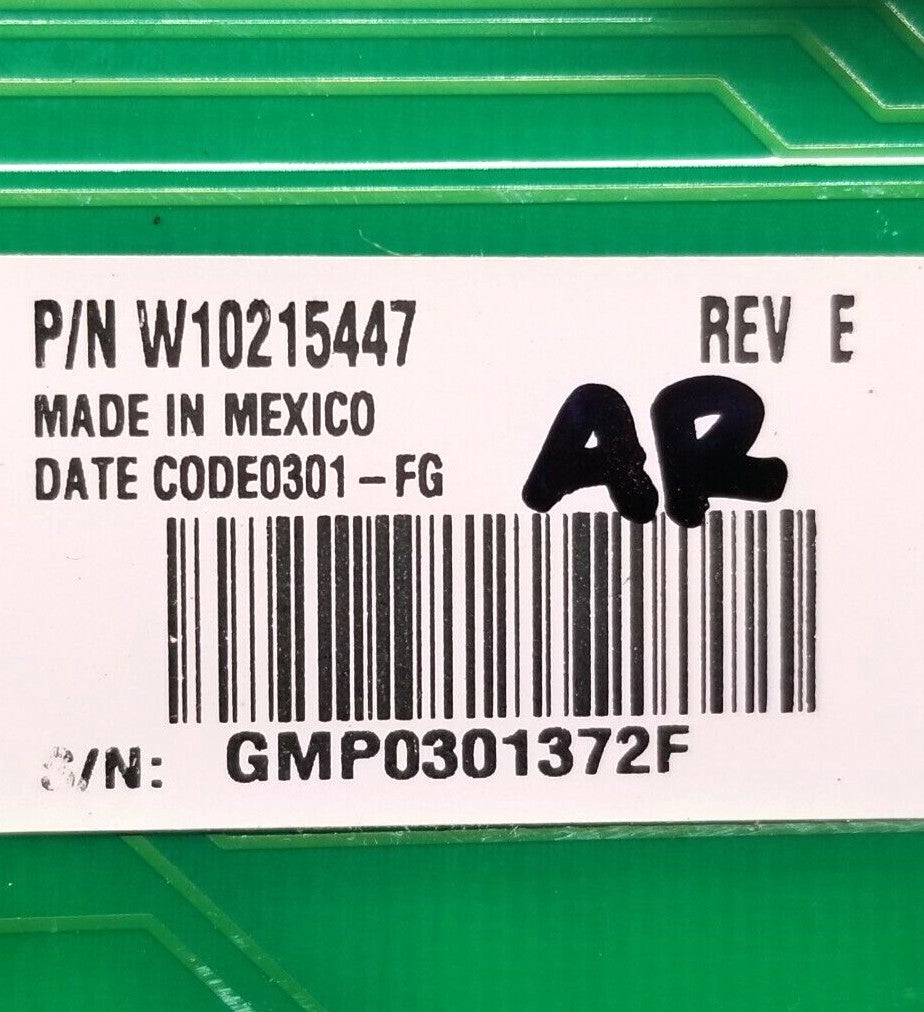 P/N W10215447 REV E
MADE IN MEXICO
DATE CODE0301-FG
AR
S/N: GMP0301372F